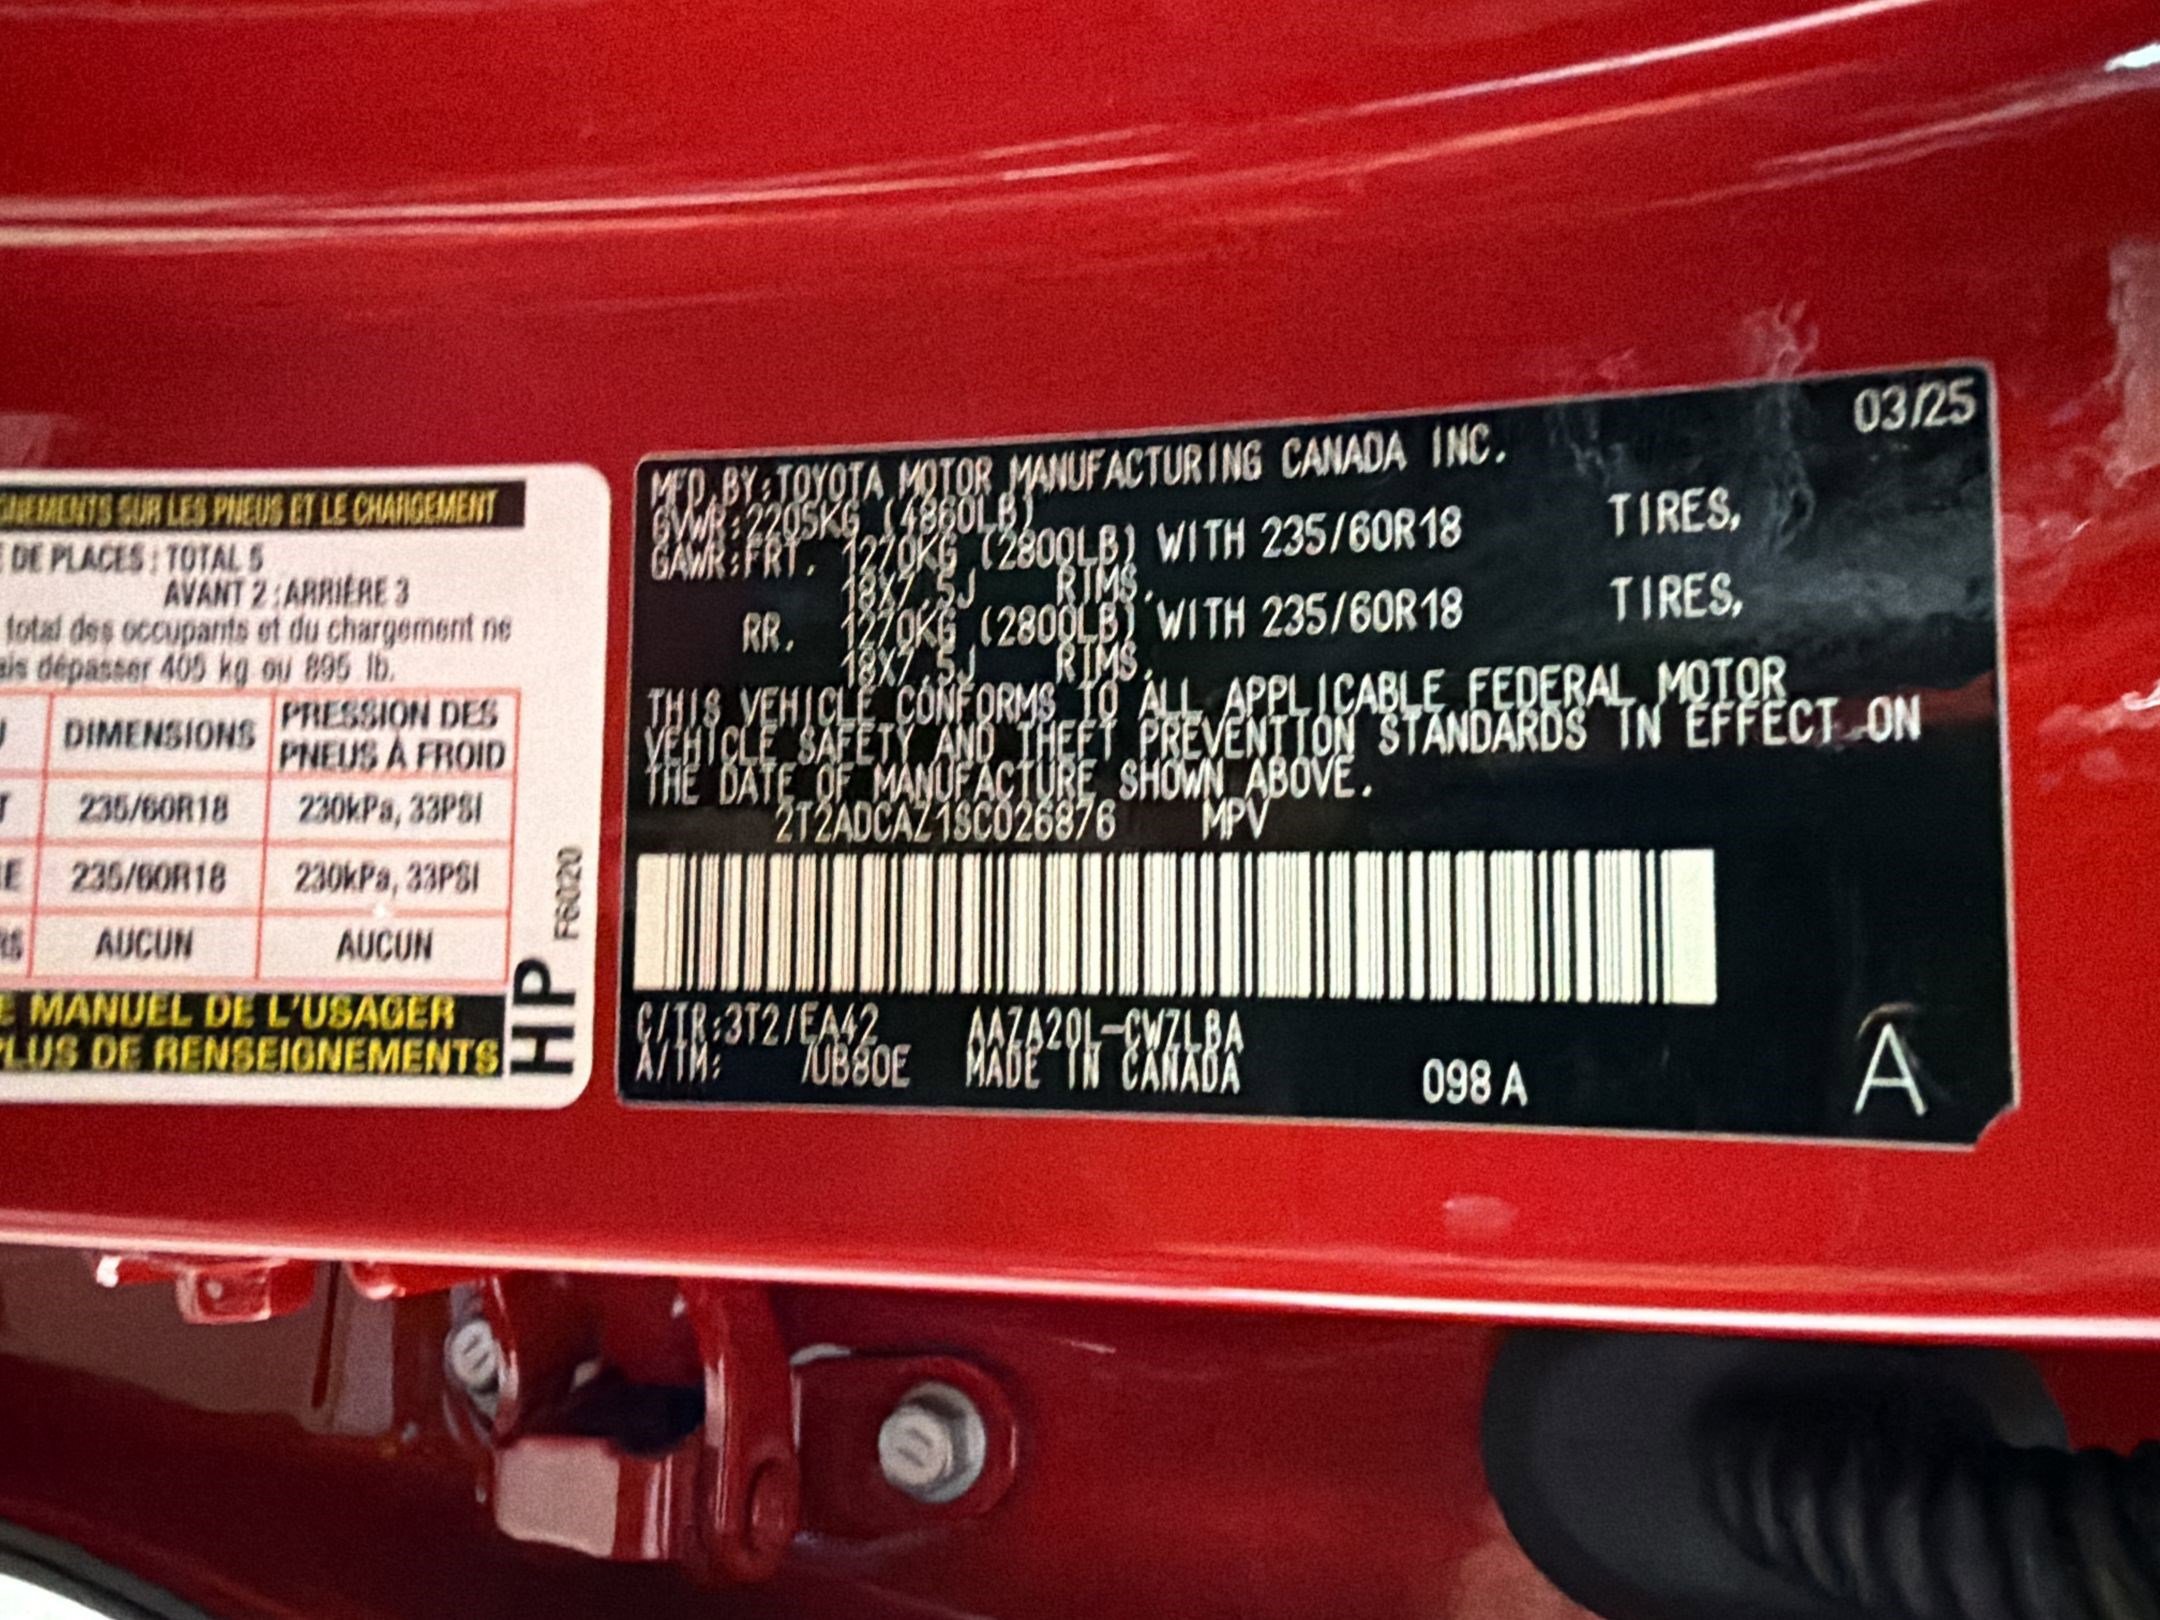 SUR LES PNEUS ET LE CHARGEMENT
DE PLACES : TOTAL 5
AVANT 2 : ARRIÈRE 3
total des occupants et du chargement ne
dépasser 405 kg ou 895 lb.
DIMENSIONS PRESSION DES PNEUS À FROID
235/60R18 230kPa, 33PSI
235/60R18 230kPa, 33PSI
AUCUN AUCUN
MANUEL DE L'USAGER
PLUS DE RENSEIGNEMENTS
HP F6020
03/25
MFD.BY:TOYOTA MOTOR MANUFACTURING CANADA INC.
GVWR:2205KG (4860LB)
GAWR:FRT. 1270KG (2800LB) WITH 235/60R18 TIRES,
18X7.5J RIMS.
RR. 1270KG (2800LB) WITH 235/60R18 TIRES,
18X7.5J RIMS.
THIS VEHICLE CONFORMS TO ALL APPLICABLE FEDERAL MOTOR
VEHICLE SAFETY AND THEFT PREVENTION STANDARDS IN EFFECT ON
THE DATE OF MANUFACTURE SHOWN ABOVE.
2T2ADCAZ1SC026876 MPV
C/TR:3T2/EA42 AAZA20L-CWZLBA
A/TM: /UB80E MADE IN CANADA 098 A
A